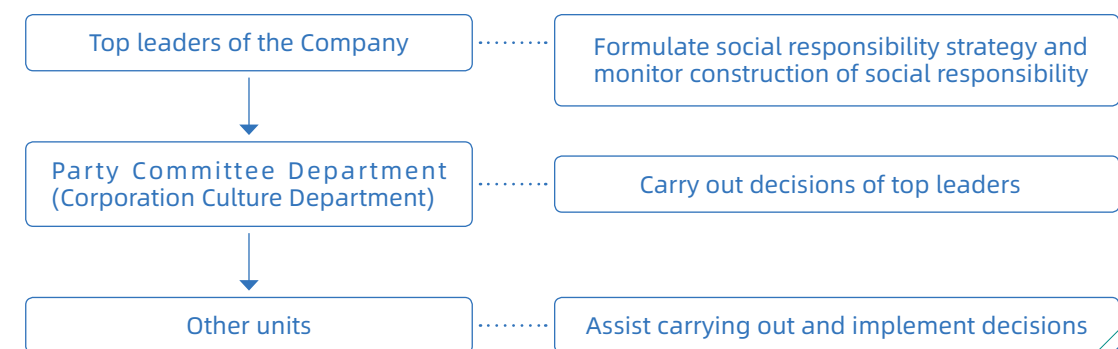 Top leaders of the Company
Formulate social responsibility strategy and
monitor construction of social responsibility
Party Committee Department
(Corporation Culture Department)
Carry out decisions of top leaders
Other units
Assist carrying out and implement decisions